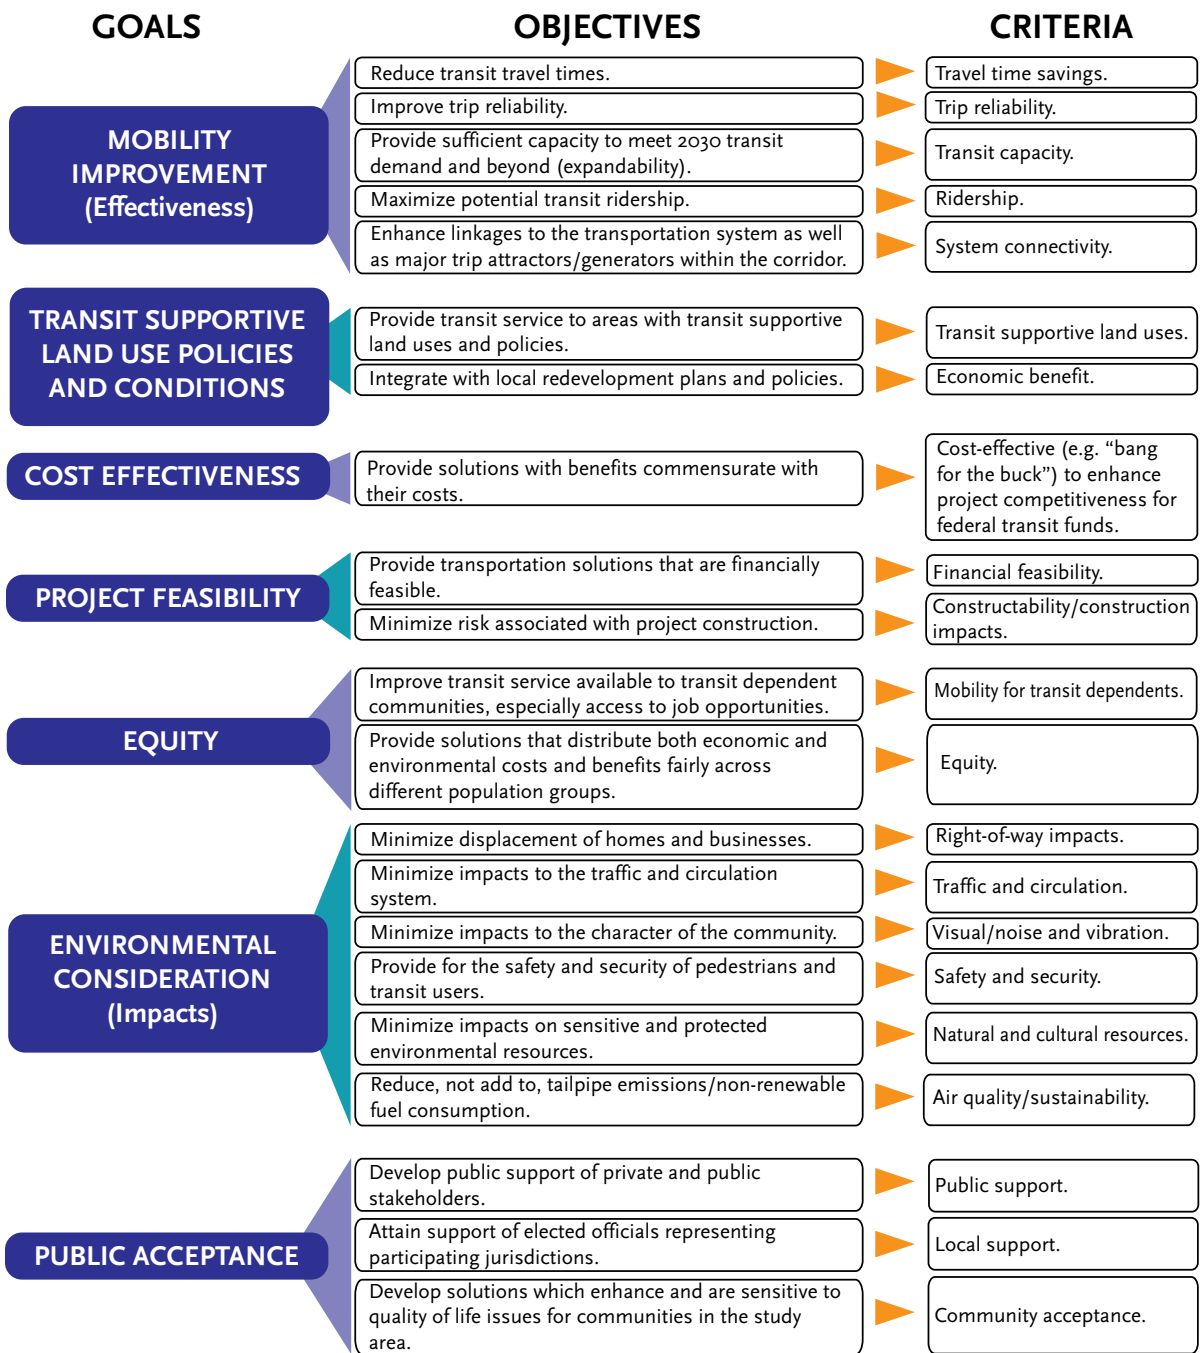 GOALS
OBJECTIVES
CRITERIA
MOBILITY
IMPROVEMENT
(Effectiveness)
Reduce transit travel times.
Travel time savings.
Improve trip reliability.
Trip reliability.
Provide sufficient capacity to meet 2030 transit
demand and beyond (expandability).
Transit capacity.
Maximize potential transit ridership.
Ridership.
Enhance linkages to the transportation system as well
as major trip attractors/generators within the corridor.
System connectivity.
TRANSIT SUPPORTIVE
LAND USE POLICIES
AND CONDITIONS
Provide transit service to areas with transit supportive
land uses and policies.
Transit supportive land uses.
Integrate with local redevelopment plans and policies.
Economic benefit.
COST EFFECTIVENESS
Provide solutions with benefits commensurate with
their costs.
Cost-effective (e.g. “bang
for the buck”) to enhance
project competitiveness for
federal transit funds.
PROJECT FEASIBILITY
Provide transportation solutions that are financially
feasible.
Financial feasibility.
Minimize risk associated with project construction.
Constructability/construction
impacts.
EQUITY
Improve transit service available to transit dependent
communities, especially access to job opportunities.
Mobility for transit dependents.
Provide solutions that distribute both economic and
environmental costs and benefits fairly across
different population groups.
Equity.
ENVIRONMENTAL
CONSIDERATION
(Impacts)
Minimize displacement of homes and businesses.
Right-of-way impacts.
Minimize impacts to the traffic and circulation
system.
Traffic and circulation.
Minimize impacts to the character of the community.
Visual/noise and vibration.
Provide for the safety and security of pedestrians and
transit users.
Safety and security.
Minimize impacts on sensitive and protected
environmental resources.
Natural and cultural resources.
Reduce, not add to, tailpipe emissions/non-renewable
fuel consumption.
Air quality/sustainability.
PUBLIC ACCEPTANCE
Develop public support of private and public
stakeholders.
Public support.
Attain support of elected officials representing
participating jurisdictions.
Local support.
Develop solutions which enhance and are sensitive to
quality of life issues for communities in the study
area.
Community acceptance.